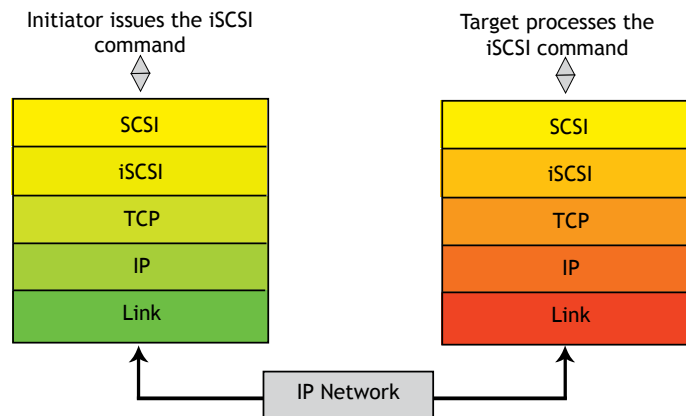 Initiator issues the iSCSI
command
SCSI
iSCSI
TCP
IP
Link
Target processes the
iSCSI command
SCSI
iSCSI
TCP
IP
Link
IP Network